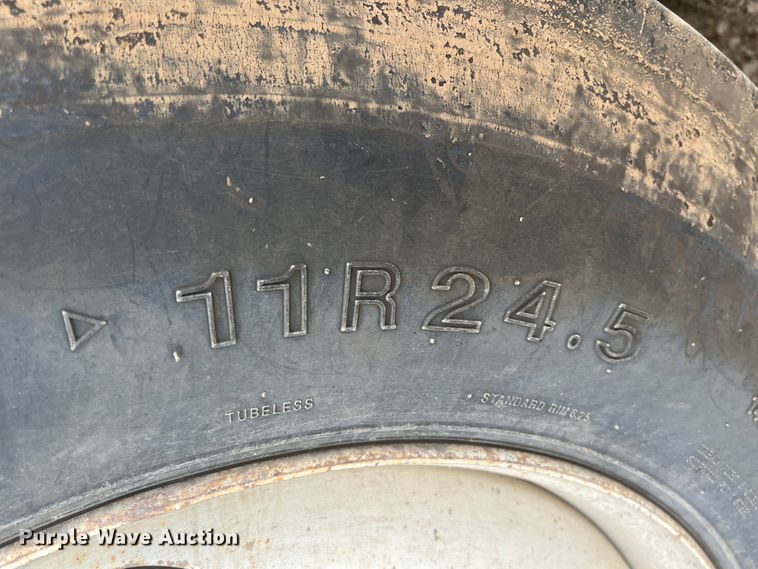 11R24.5
TUBELESS
STANDARD RIM 8.25
Purple Wave Auction